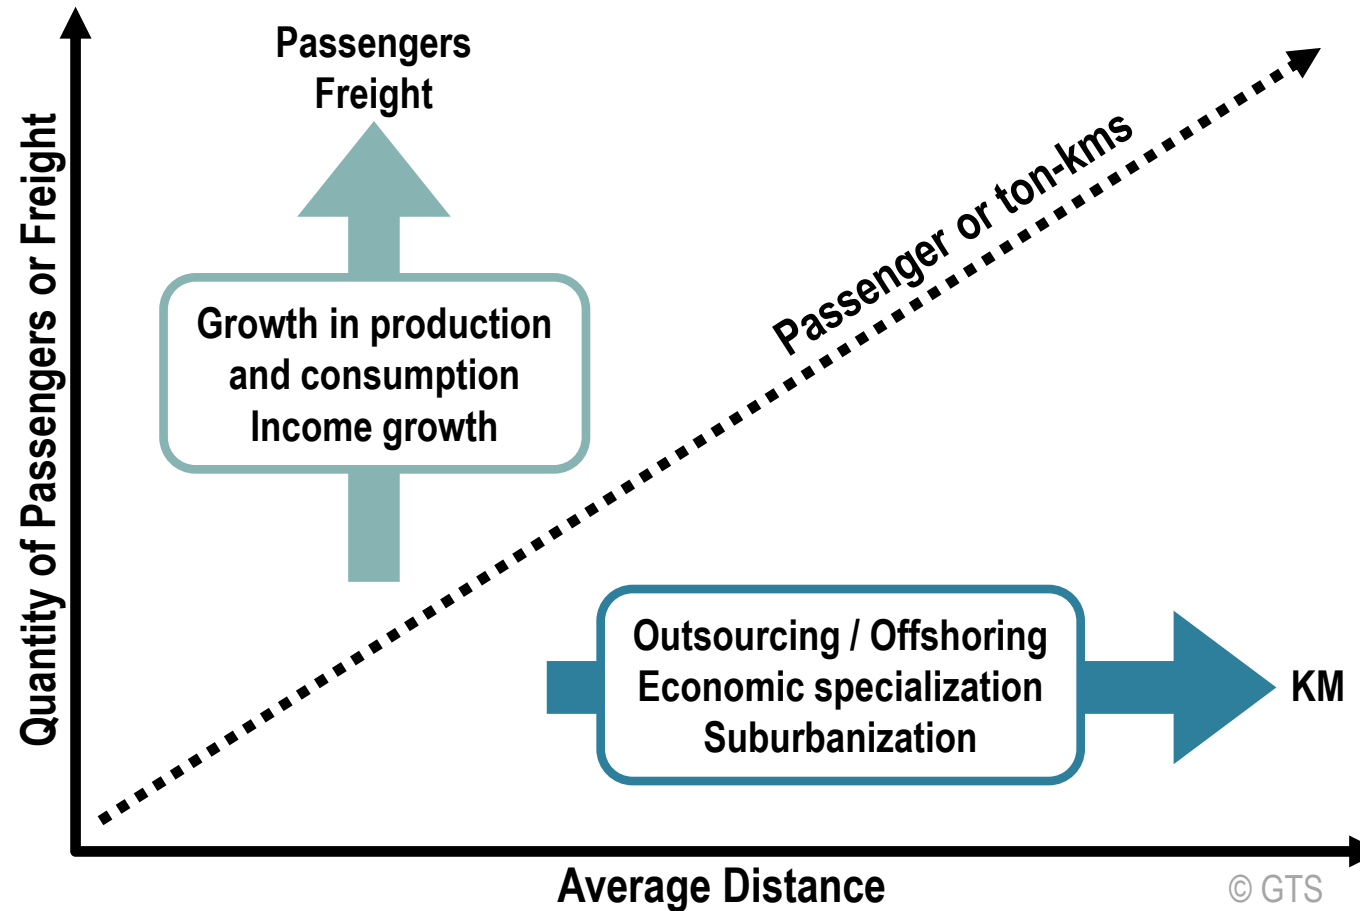 Passengers
Freight
Quantity of Passengers or Freight
Growth in production
and consumption
Income growth
Passenger or ton-kms
Outsourcing / Offshoring
Economic specialization
Suburbanization
KM
Average Distance
© GTS